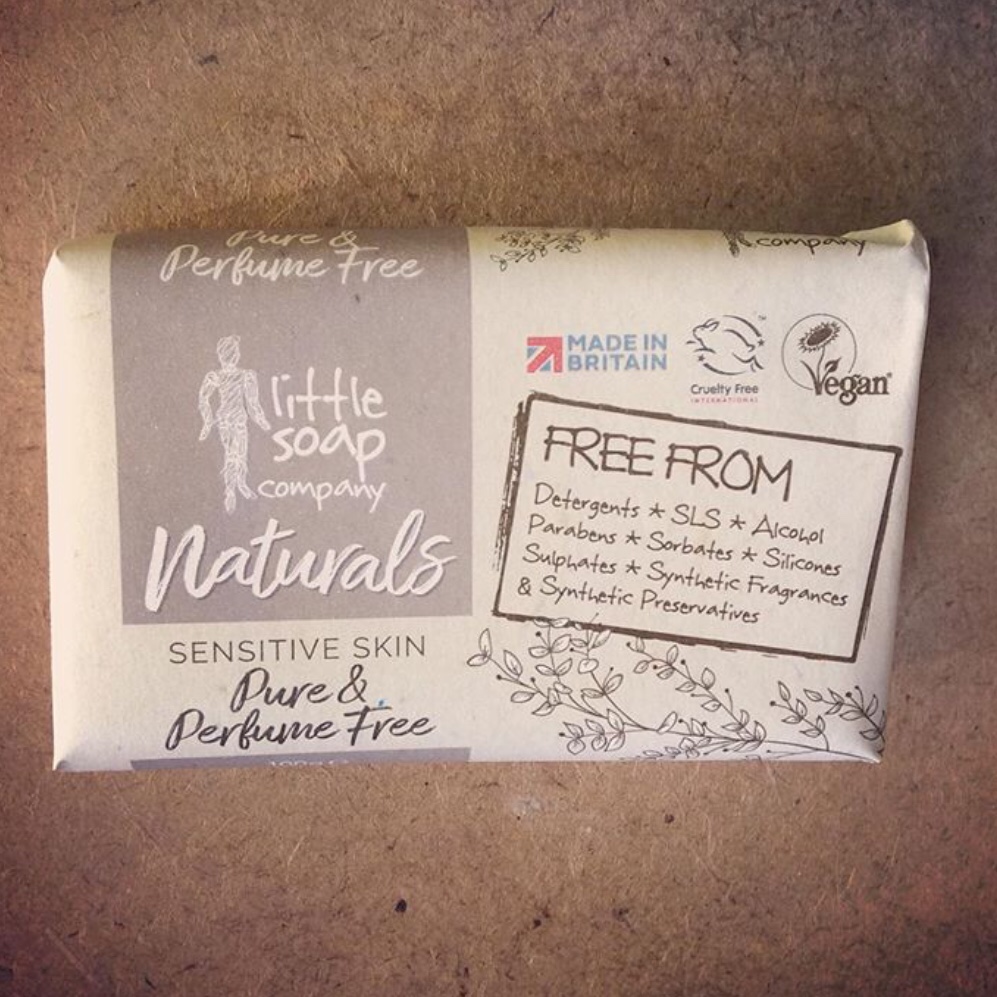 Pure &
Perfume Free
little
soap
company
Naturals
SENSITIVE SKIN
Pure &
Perfume Free
company
MADE IN
BRITAIN
Cruelty Free
INTERNATIONAL
Vegan
FREE FROM
Detergents * SLS * Alcohol
Parabens * Sorbates * Silicones
Sulphates * Synthetic Fragrances
& Synthetic Preservatives